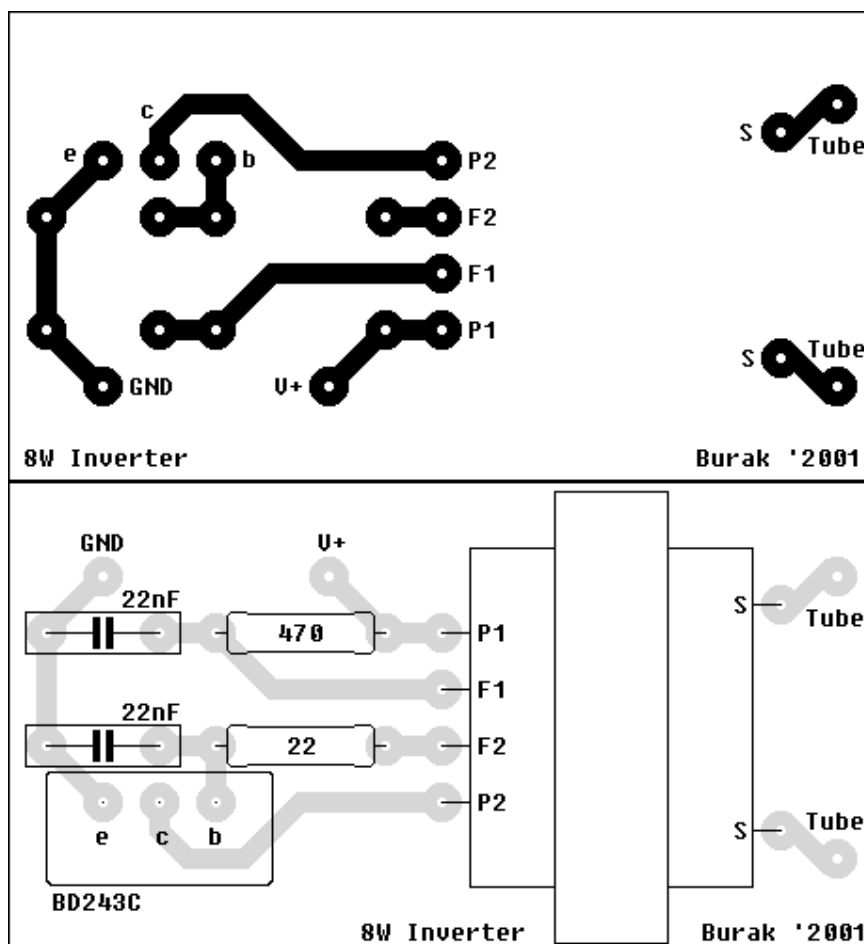 c
S
Tube
e
b
P2
F2
F1
P1
S
Tube
GND
V+
8W Inverter
Burak '2001
GND
V+
22nF
S
470
P1
Tube
F1
22nF
22
F2
P2
S
Tube
e c b
BD243C
8W Inverter
Burak '2001